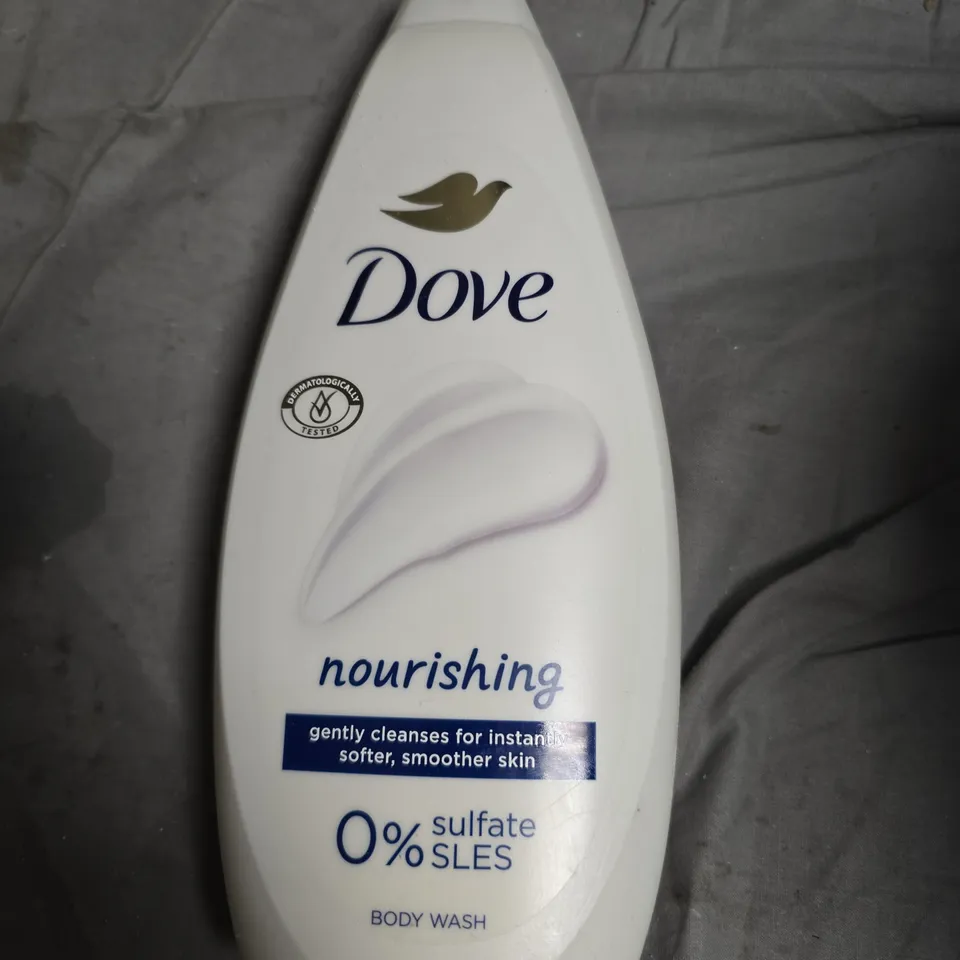 Dove
DERMATOLOGICALLY
TESTED
nourishing
gently cleanses for instantly
softer, smoother skin
0% sulfate
SLES
BODY WASH